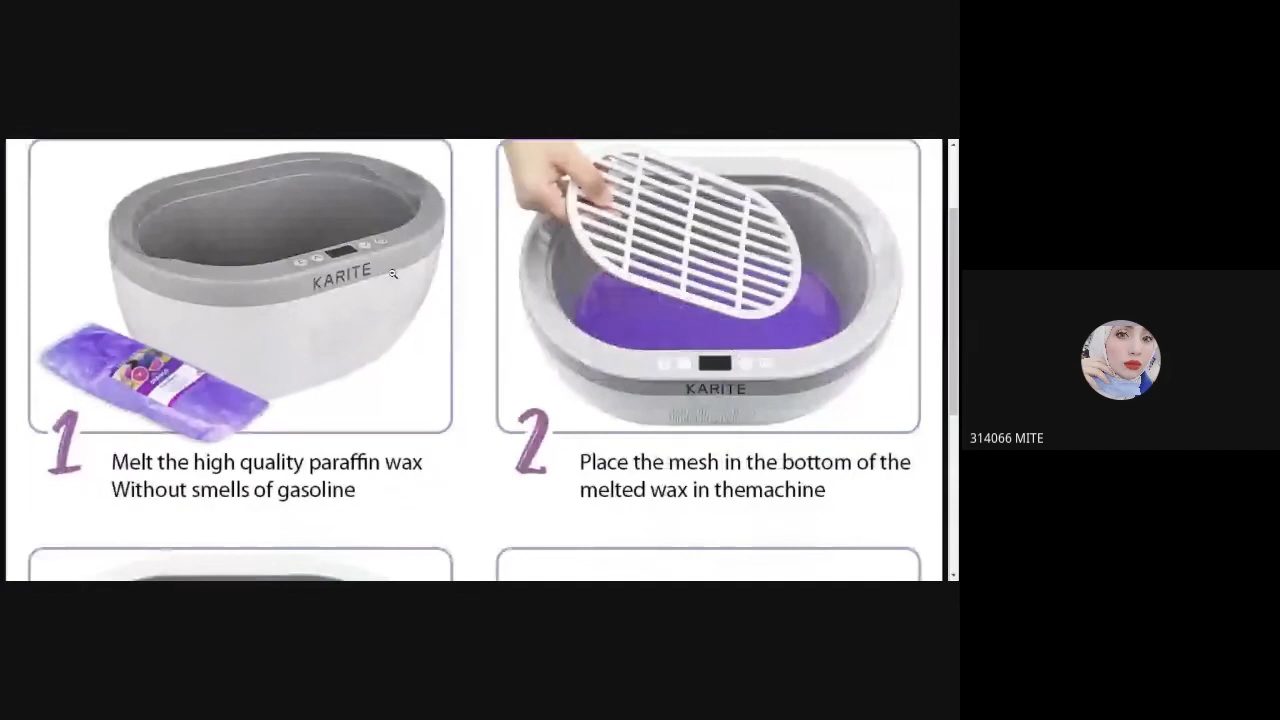 KARITE
KARITE
1
Melt the high quality paraffin wax
Without smells of gasoline
2
Place the mesh in the bottom of the
melted wax in themachine
314066 MITE